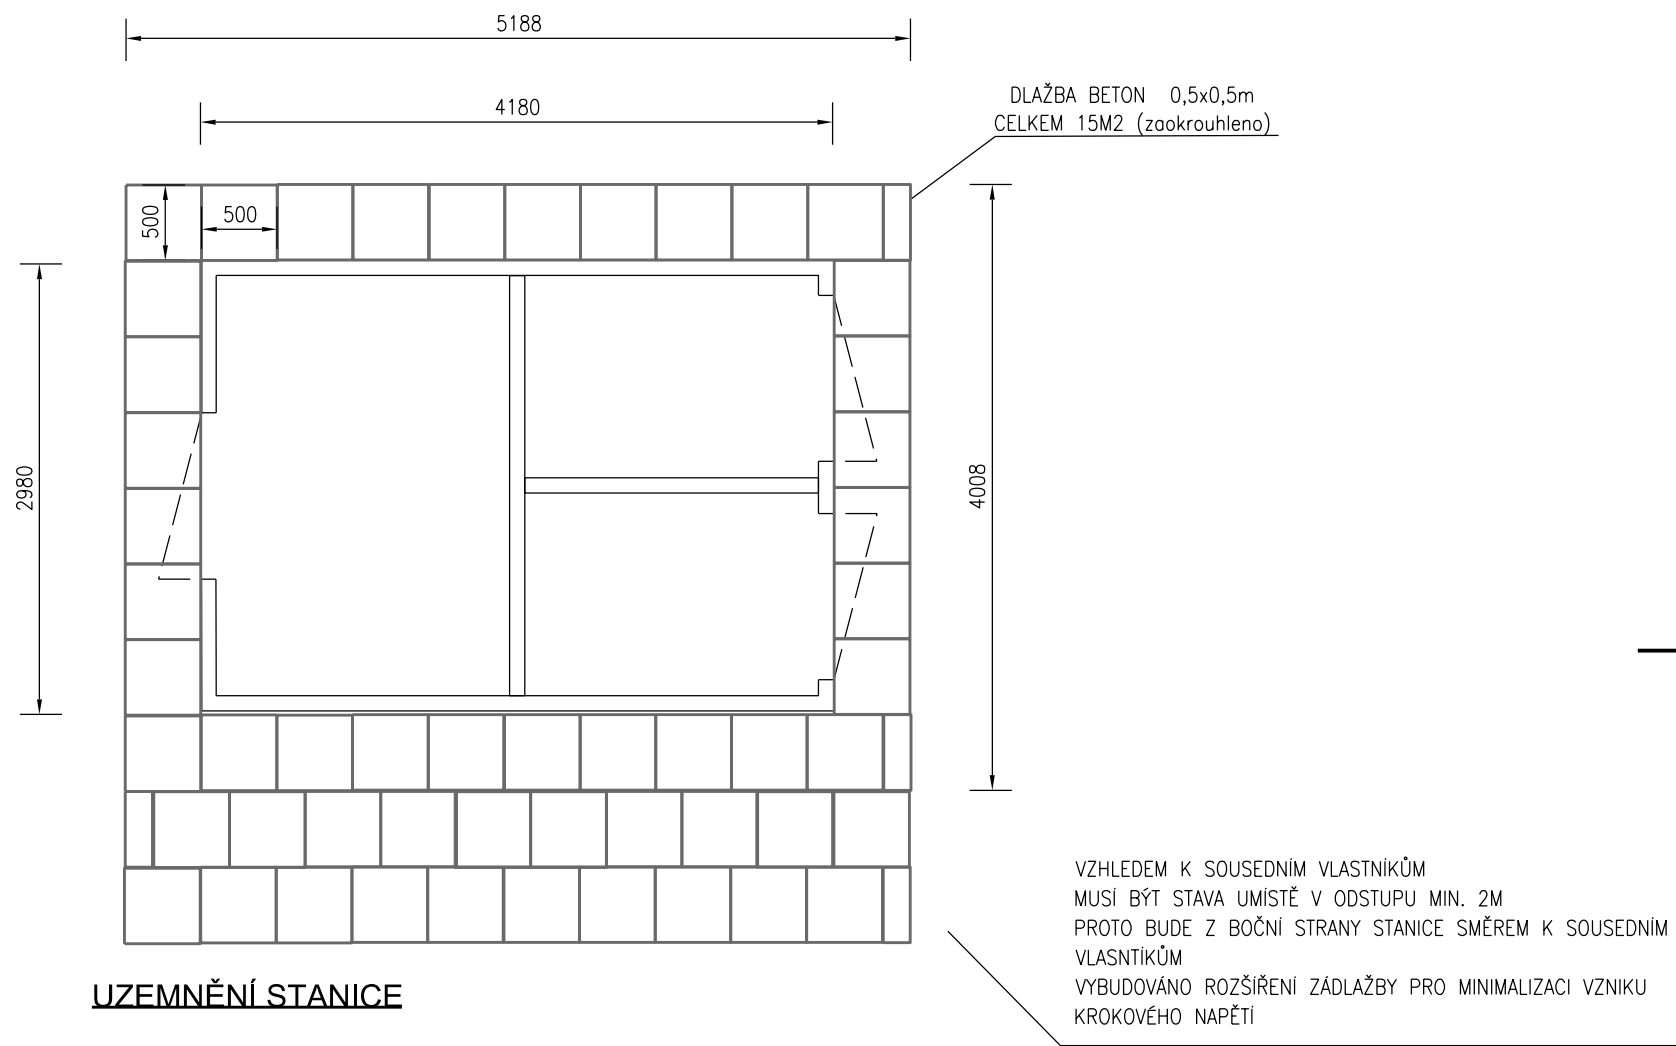 5188
4180
DLAŽBA BETON 0,5x0,5m
CELKEM 15M2 (zaokrouhleno)
500
500
2980
4008
VZHLEDEM K SOUSEDNÍM VLASTNÍKŮM
MUSÍ BÝT STAVA UMÍSTĚ V ODSTUPU MIN. 2M
PROTO BUDE Z BOČNÍ STRANY STANICE SMĚREM K SOUSEDNÍM
VLASNTÍKŮM
VYBUDOVÁNO ROZŠÍŘENÍ ZÁDLAŽBY PRO MINIMALIZACI VZNIKU
KROKOVÉHO NAPĚTÍ
UZEMNĚNÍ STANICE